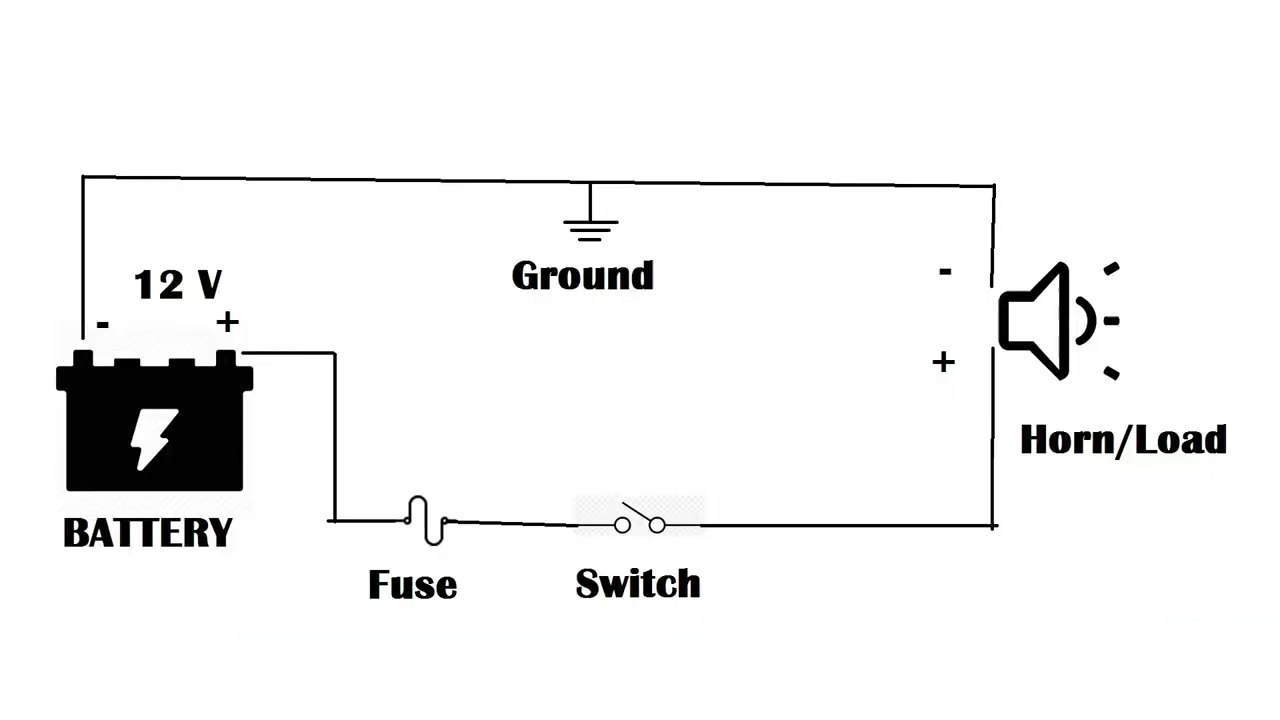 12 V
- +
BATTERY
Ground
-
+
Horn/Load
Fuse
Switch